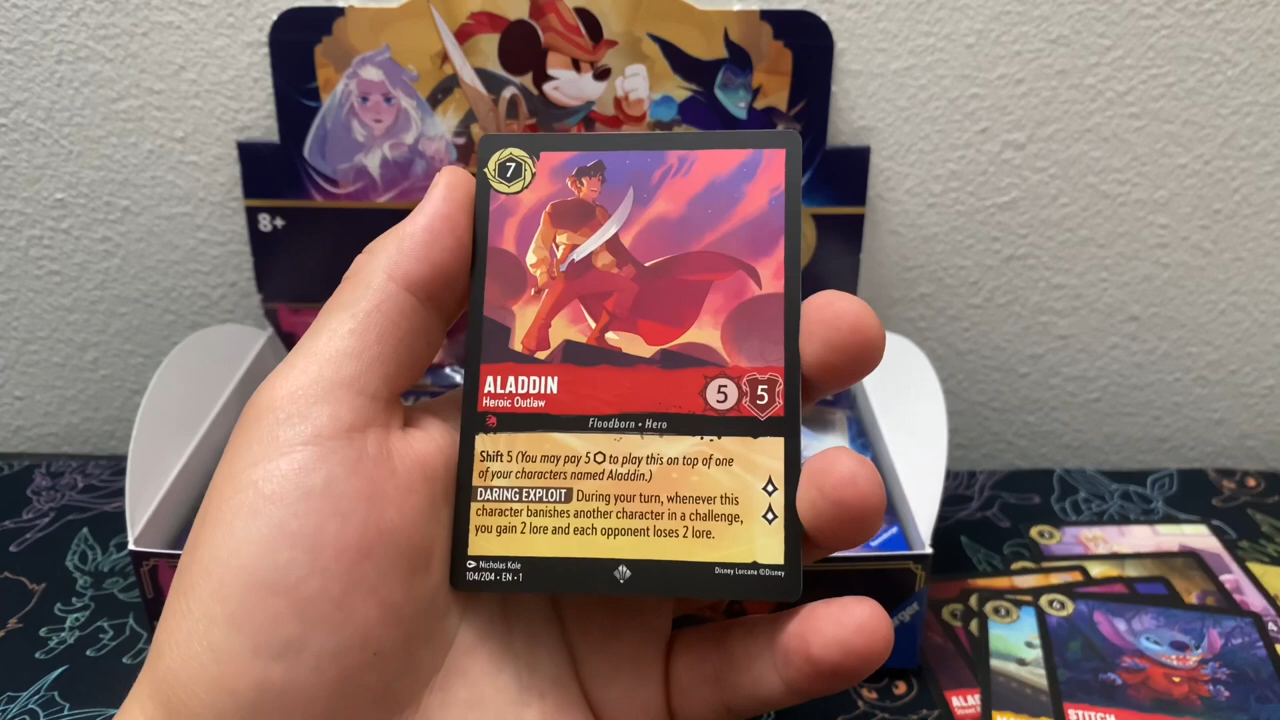 8+
7
ALADDIN
Heroic Outlaw
5 5
Floodborn • Hero
Shift 5 (You may pay 5 to play this on top of one
of your characters named Aladdin.)
DARING EXPLOIT During your turn, whenever this
character banishes another character in a challenge,
you gain 2 lore and each opponent loses 2 lore.
Nicholas Kole
104/204 • EN • 1
Disney Lorcana ©Disney
6
STITCH